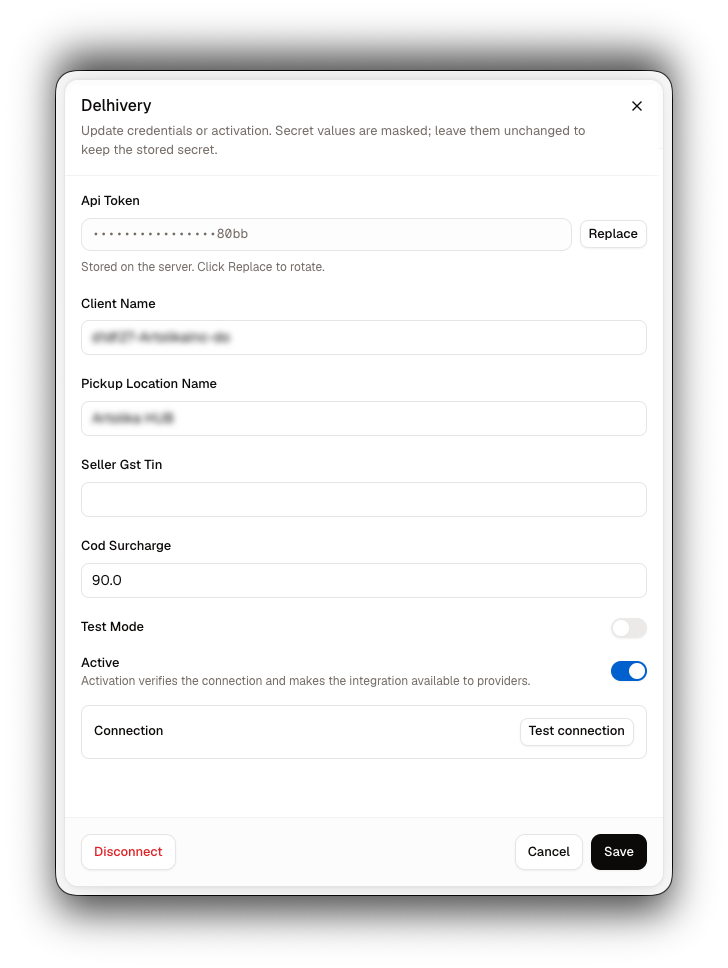 Delhivery
Update credentials or activation. Secret values are masked; leave them unchanged to
keep the stored secret.
Api Token
••••••••••••••••80bb
Replace
Stored on the server. Click Replace to rotate.
Client Name
Pickup Location Name
Seller Gst Tin
Cod Surcharge
90.0
Test Mode
Active
Activation verifies the connection and makes the integration available to providers.
Connection
Test connection
Disconnect
Cancel
Save